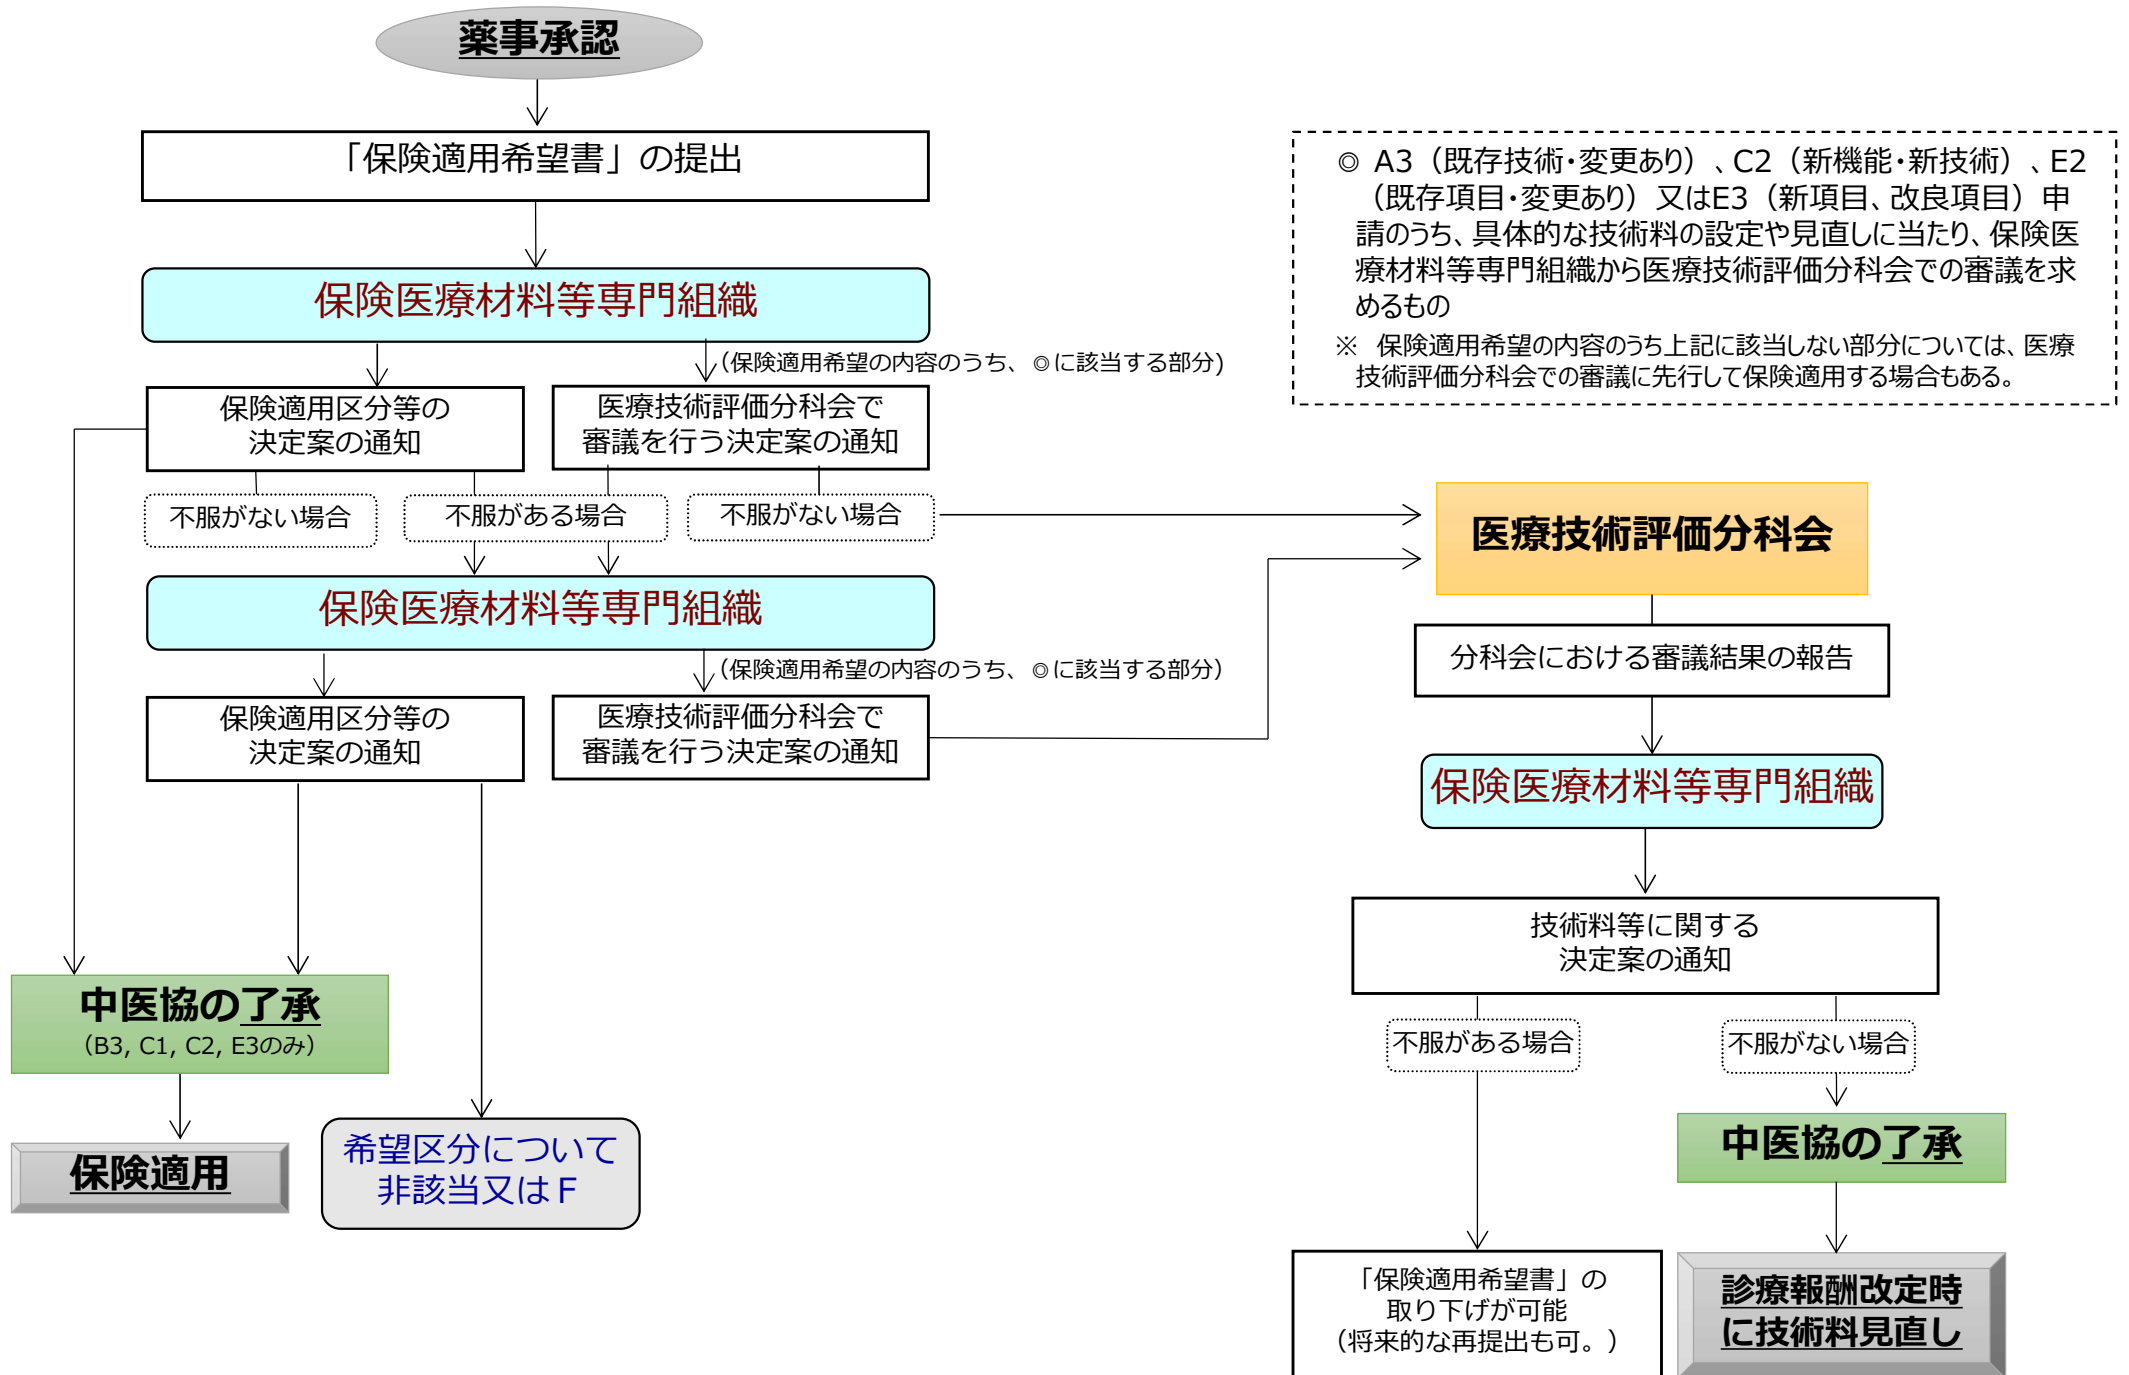 薬事承認
「保険適用希望書」の提出
保険医療材料等専門組織
(保険適用希望の内容のうち、◎に該当する部分)
保険適用区分等の
決定案の通知
医療技術評価分科会で
審議を行う決定案の通知
不服がない場合
不服がある場合
不服がない場合
保険医療材料等専門組織
(保険適用希望の内容のうち、◎に該当する部分)
保険適用区分等の
決定案の通知
医療技術評価分科会で
審議を行う決定案の通知
中医協の了承
(B3, C1, C2, E3のみ)
保険適用
希望区分について
非該当又はF
◎ A3（既存技術・変更あり）、C2（新機能・新技術）、E2
（既存項目・変更あり）又はE3（新項目、改良項目）申
請のうち、具体的な技術料の設定や見直しに当たり、保険医
療材料等専門組織から医療技術評価分科会での審議を求
めるもの
※ 保険適用希望の内容のうち上記に該当しない部分については、医療
技術評価分科会での審議に先行して保険適用する場合もある。
医療技術評価分科会
分科会における審議結果の報告
保険医療材料等専門組織
技術料等に関する
決定案の通知
不服がある場合
不服がない場合
中医協の了承
「保険適用希望書」の
取り下げが可能
（将来的な再提出も可。）
診療報酬改定時
に技術料見直し